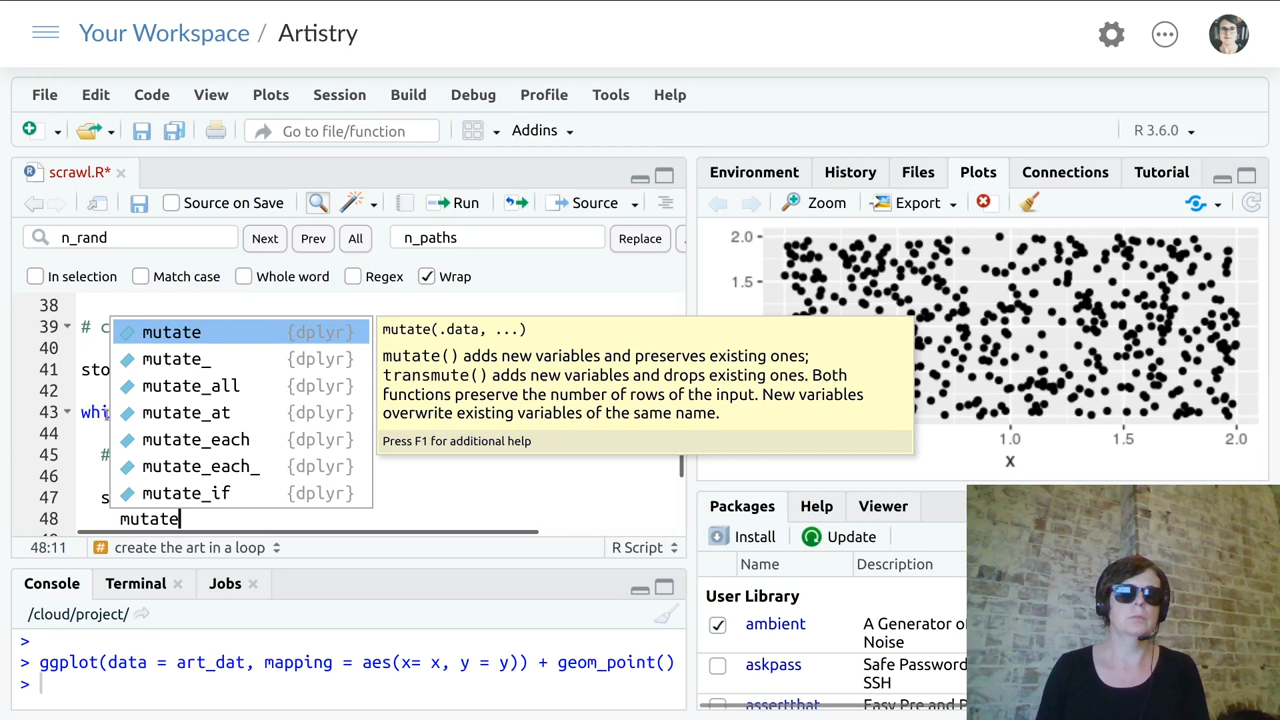 Your Workspace / Artistry
File Edit Code View Plots Session Build Debug Profile Tools Help
Go to file/function Addins R 3.6.0
scrawl.R*
Source on Save Run Source
n_rand Next Prev All n_paths Replace
In selection Match case Whole word Regex Wrap
38
39 # c
40
41 sto
42
43 whi
44
45 #
46
47 s
48 mutate
mutate {dplyr}
mutate_ {dplyr}
mutate_all {dplyr}
mutate_at {dplyr}
mutate_each {dplyr}
mutate_each_ {dplyr}
mutate_if {dplyr}
mutate(.data, ...)
mutate() adds new variables and preserves existing ones;
transmute() adds new variables and drops existing ones. Both
functions preserve the number of rows of the input. New variables
overwrite existing variables of the same name.
Press F1 for additional help
48:11 create the art in a loop R Script
Console Terminal Jobs
/cloud/project/
>
> ggplot(data = art_dat, mapping = aes(x= x, y = y)) + geom_point()
>
Environment History Files Plots Connections Tutorial
Zoom Export
2.0
1.5
1.0 1.5 2.0
X
Packages Help Viewer
Install Update
Name Description
User Library
ambient A Generator o
Noise
askpass Safe Password
SSH
assertthat Easy Pre and P